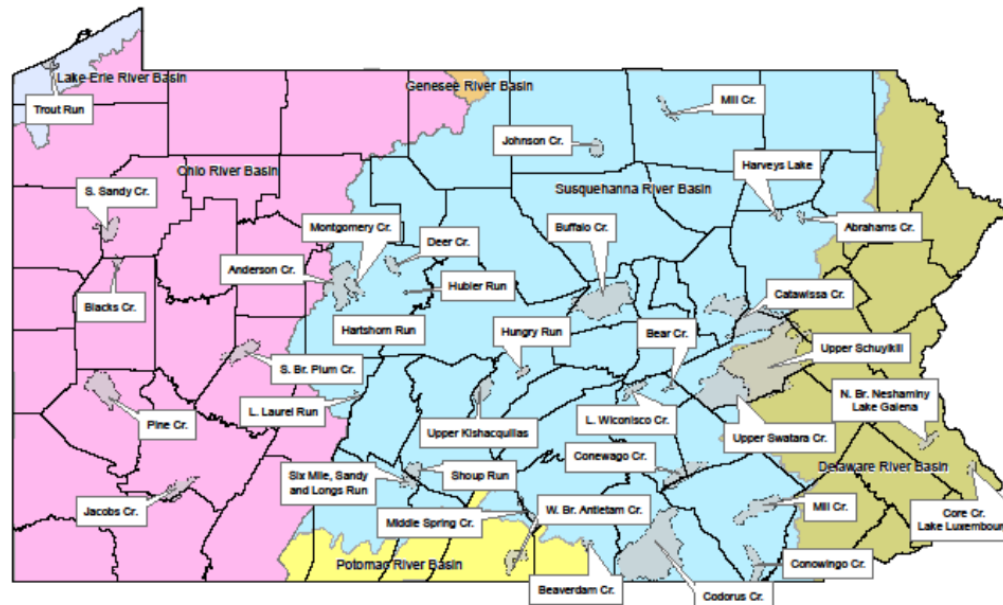 Lake Erie River Basin
Genesee River Basin
Trout Run
Mill Cr.
Johnson Cr.
Harveys Lake
Ohio River Basin
S. Sandy Cr.
Susquehanna River Basin
Montgomery Cr.
Deer Cr.
Buffalo Cr.
Abrahams Cr.
Anderson Cr.
Hubler Run
Catawissa Cr.
Blacks Cr.
Hartshorn Run
Hungry Run
Bear Cr.
Upper Schuylkill
S. Br. Plum Cr.
N. Br. Neshaminy
Lake Galena
L. Laurel Run
L. Wiconisco Cr.
Pine Cr.
Upper Kishacquillas
Upper Swatara Cr.
Conewago Cr.
Delaware River Basin
Six Mile, Sandy
and Longs Run
Shoup Run
Jacobs Cr.
W. Br. Antietam Cr.
Mill Cr.
Core Cr.
Lake Luxembourg
Middle Spring Cr.
Potomac River Basin
Conowingo Cr.
Beaverdam Cr.
Codorus Cr.